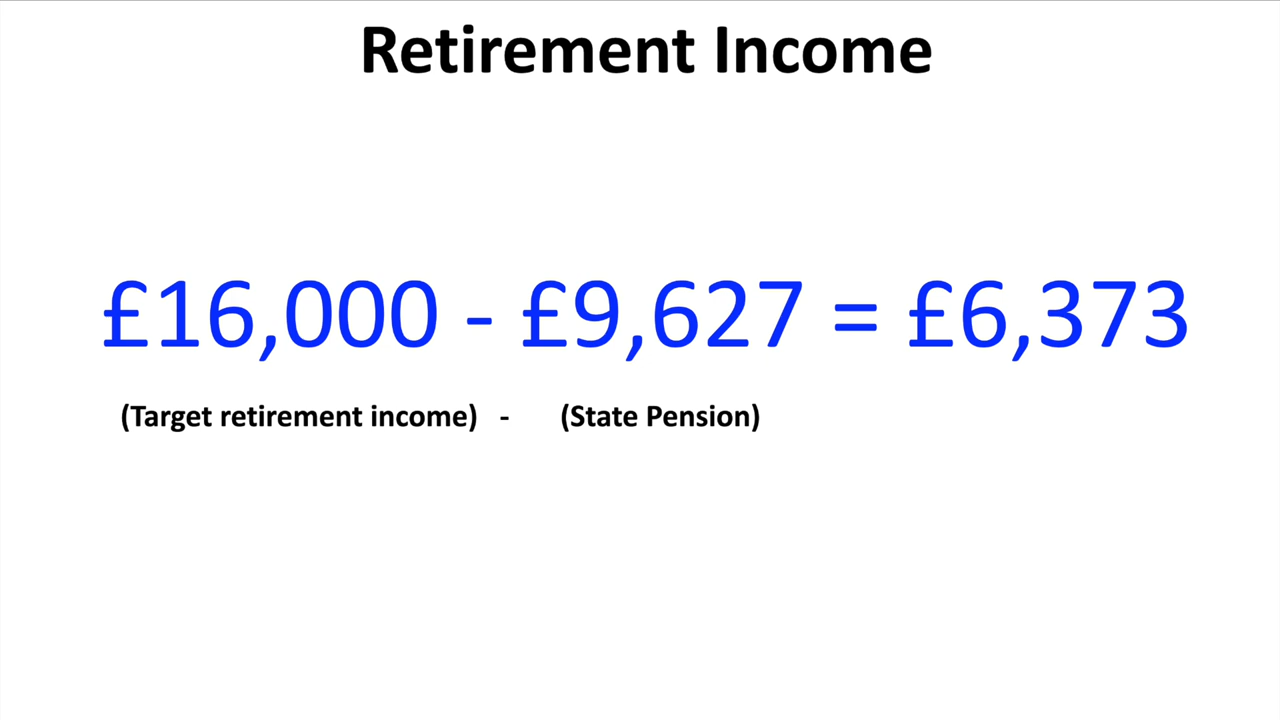 Retirement Income
£16,000 - £9,627 = £6,373
(Target retirement income) - (State Pension)